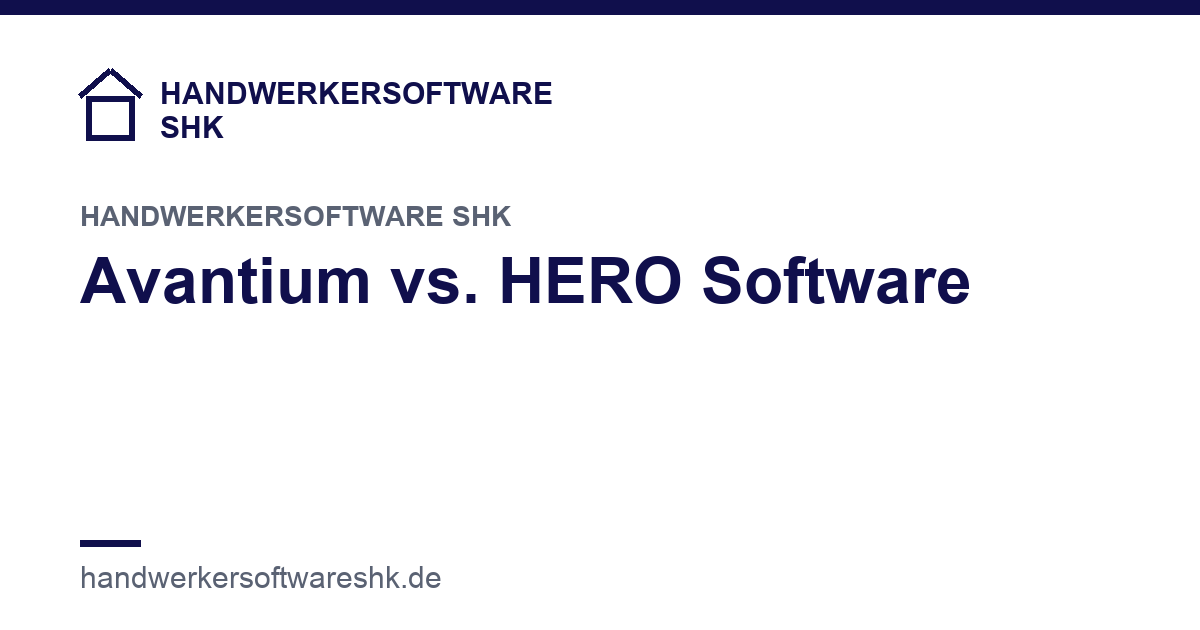 HANDWERKERSOFTWARE
SHK
HANDWERKERSOFTWARE SHK
Avantium vs. HERO Software
handwerkersoftwareshk.de